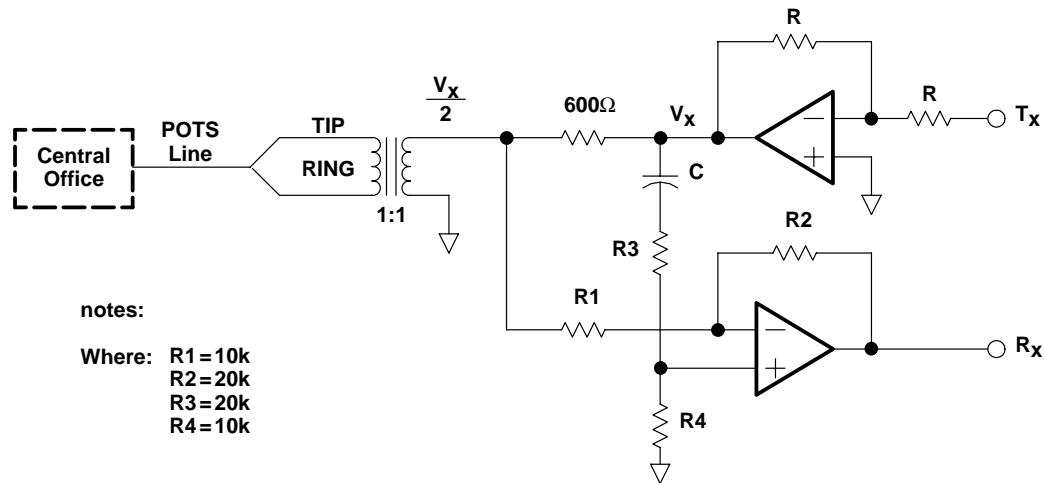 Central
Office
POTS
Line
TIP
RING
1:1
Vx
2
600Ω
Vx
R
R
Tx
−
+
C
R3
R1
R2
−
+
Rx
R4
notes:
Where: R1=10k
R2=20k
R3=20k
R4=10k